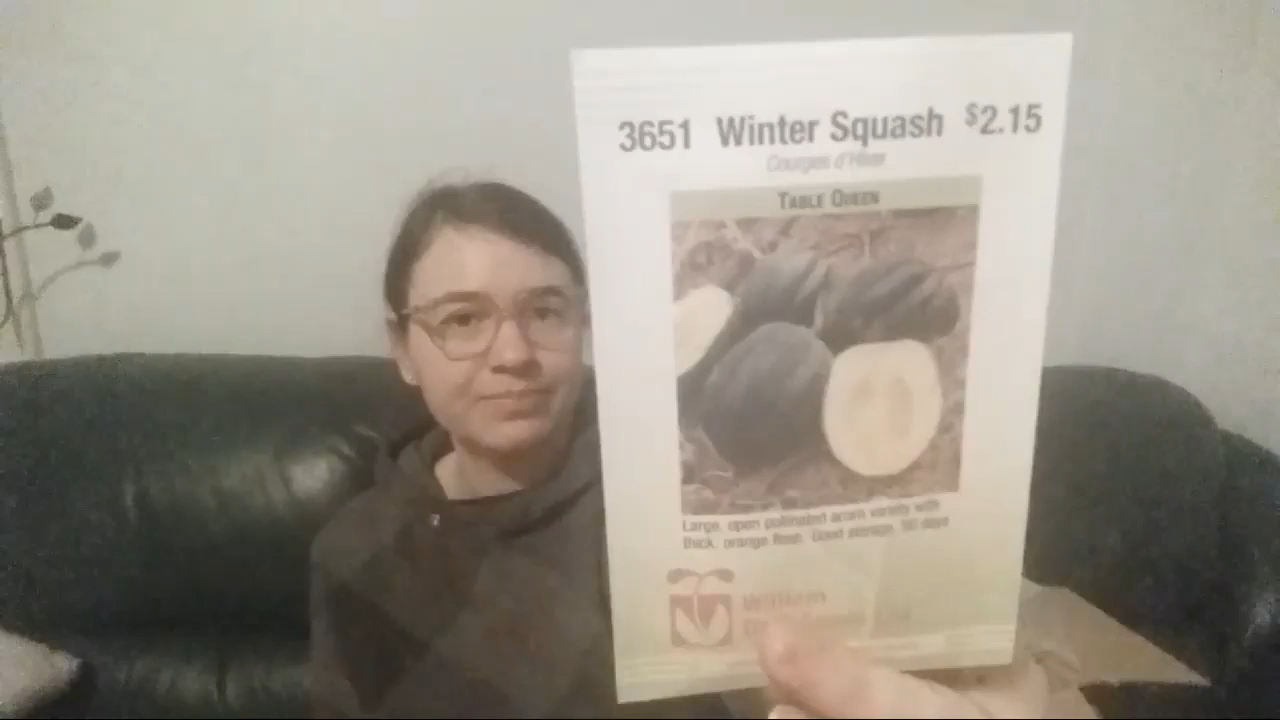 3651 Winter Squash $2.15
Courges d'Hiver
TABLE QUEEN
Large, open pollinated acorn variety with
thick, orange flesh. Good storage. 90 days
William